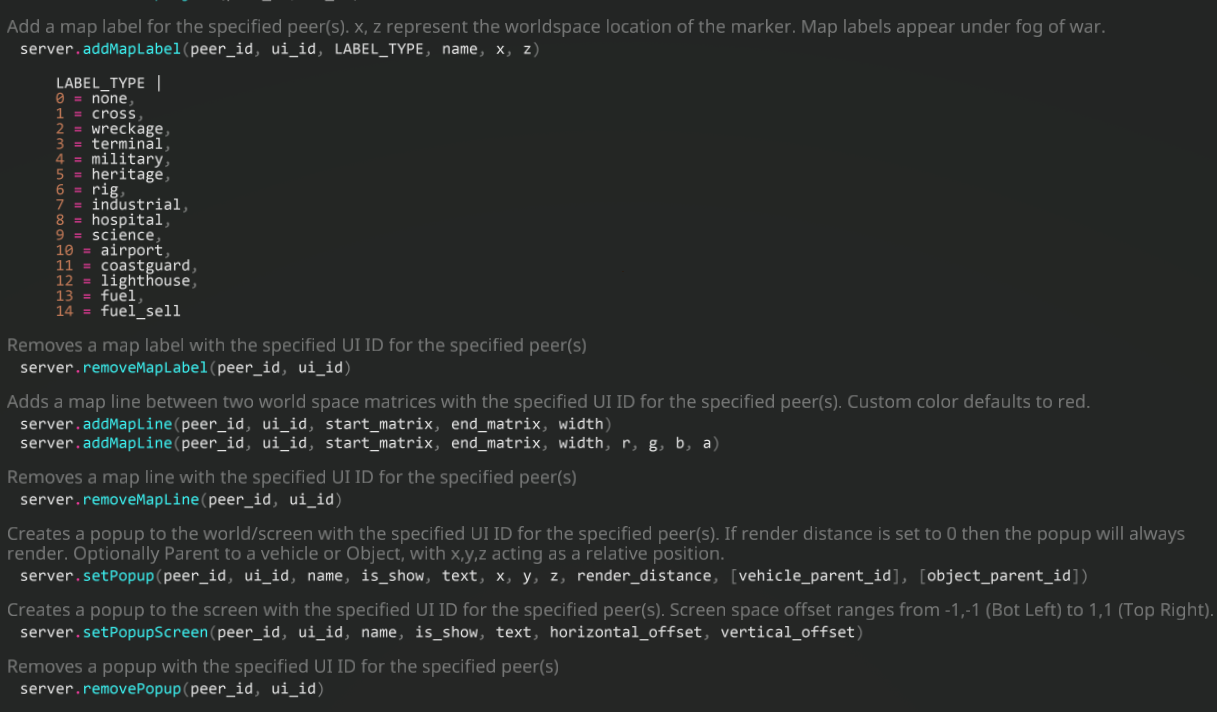 Add a map label for the specified peer(s). x, z represent the worldspace location of the marker. Map labels appear under fog of war.
server.addMapLabel(peer_id, ui_id, LABEL_TYPE, name, x, z)
LABEL_TYPE |
0 = none,
1 = cross,
2 = wreckage,
3 = terminal,
4 = military,
5 = heritage,
6 = rig,
7 = industrial,
8 = hospital,
9 = science,
10 = airport,
11 = coastguard,
12 = lighthouse,
13 = fuel,
14 = fuel_sell
Removes a map label with the specified UI ID for the specified peer(s)
server.removeMapLabel(peer_id, ui_id)
Adds a map line between two world space matrices with the specified UI ID for the specified peer(s). Custom color defaults to red.
server.addMapLine(peer_id, ui_id, start_matrix, end_matrix, width)
server.addMapLine(peer_id, ui_id, start_matrix, end_matrix, width, r, g, b, a)
Removes a map line with the specified UI ID for the specified peer(s)
server.removeMapLine(peer_id, ui_id)
Creates a popup to the world/screen with the specified UI ID for the specified peer(s). If render distance is set to 0 then the popup will always
render. Optionally Parent to a vehicle or Object, with x,y,z acting as a relative position.
server.setPopup(peer_id, ui_id, name, is_show, text, x, y, z, render_distance, [vehicle_parent_id], [object_parent_id])
Creates a popup to the screen with the specified UI ID for the specified peer(s). Screen space offset ranges from -1,-1 (Bot Left) to 1,1 (Top Right).
server.setPopupScreen(peer_id, ui_id, name, is_show, text, horizontal_offset, vertical_offset)
Removes a popup with the specified UI ID for the specified peer(s)
server.removePopup(peer_id, ui_id)